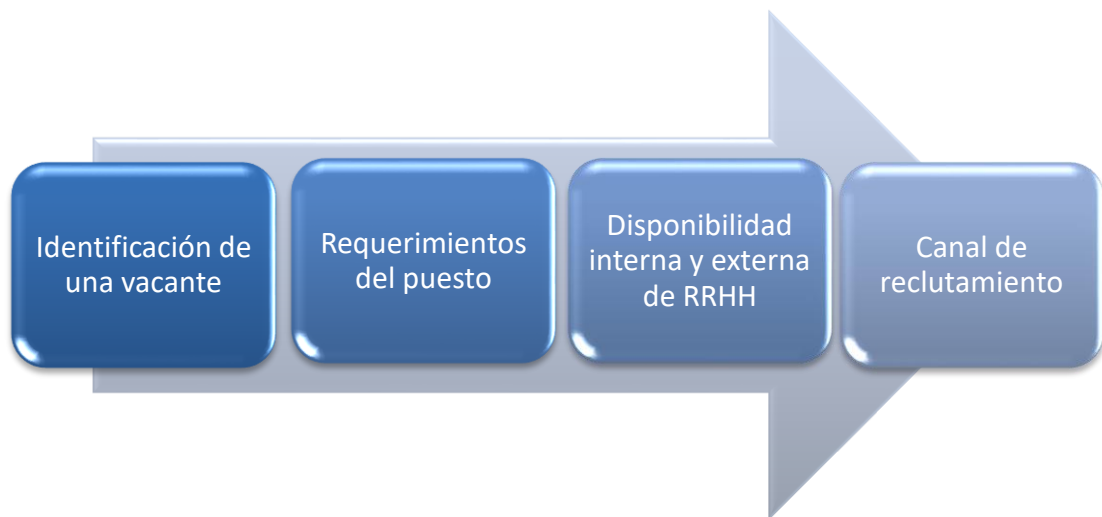 Identificación de
una vacante
Requerimientos
del puesto
Disponibilidad
interna y externa
de RRHH
Canal de
reclutamiento